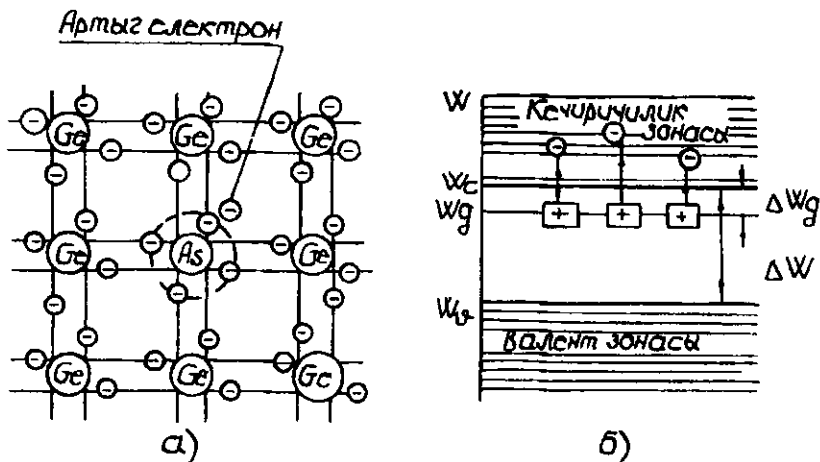 Артыг електрон
Ge Ge Ge
Ge As Ge
Ge Ge Ge
а)
W
Кечиричилик
зонасы
Wc
Wg
ΔWg
ΔW
Wv
Валент зонасы
б)